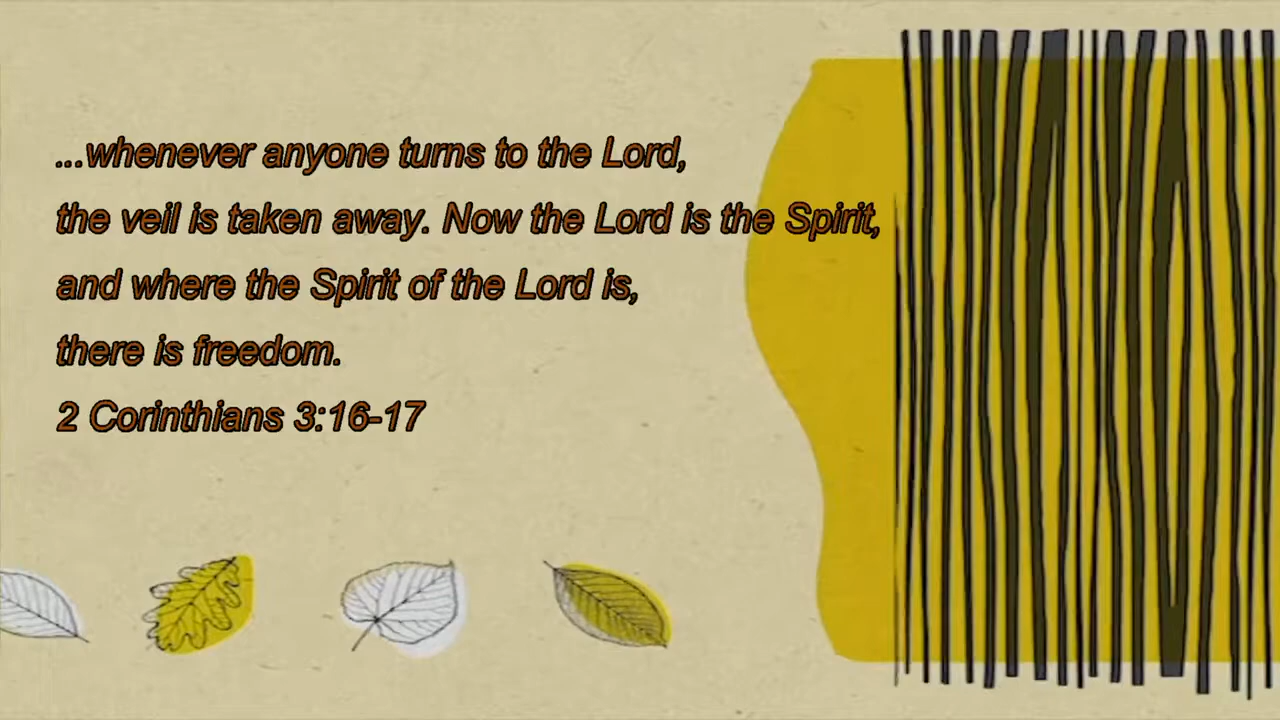 ...whenever anyone turns to the Lord,
the veil is taken away. Now the Lord is the Spirit,
and where the Spirit of the Lord is,
there is freedom.
2 Corinthians 3:16-17